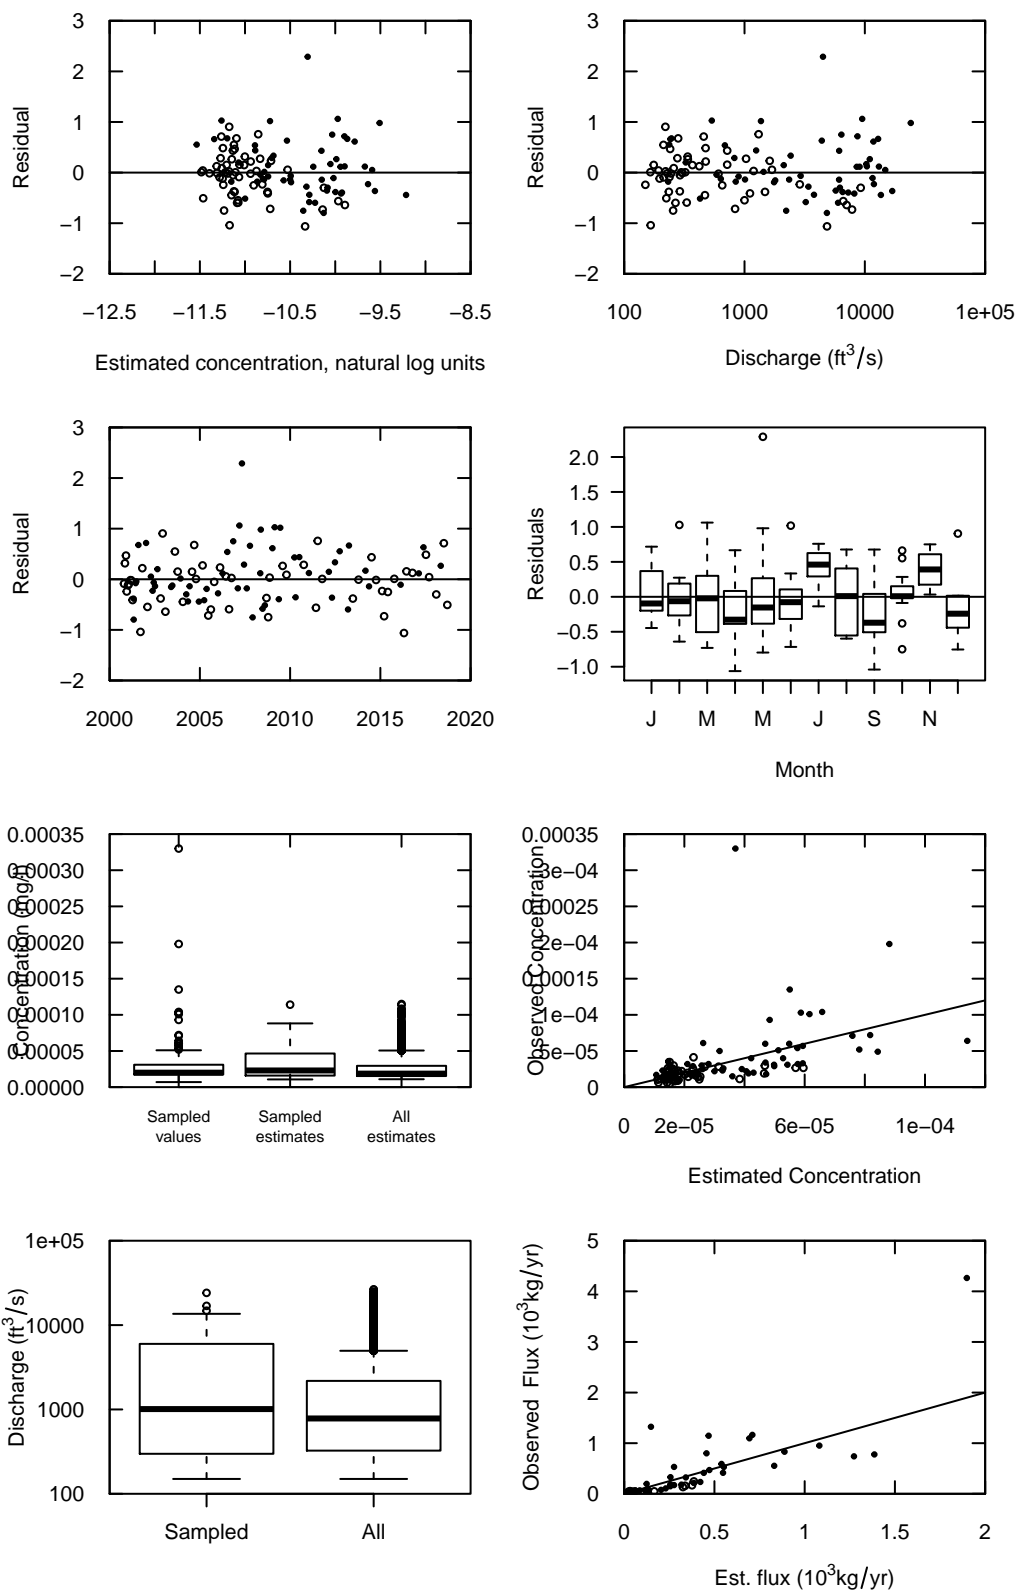 3
2
1
0
−1
−2
Residual
−12.5 −11.5 −10.5 −9.5 −8.5
Estimated concentration, natural log units
3
2
1
0
−1
−2
Residual
100 1000 10000 1e+05
Discharge (ft3/s)
3
2
1
0
−1
−2
Residual
2000 2005 2010 2015 2020
2.0
1.5
1.0
0.5
0.0
−0.5
−1.0
Residuals
J M M J S N
Month
0.00035
0.00030
0.00025
0.00020
0.00015
0.00010
0.00005
0.00000
Concentration (mg/l)
Sampled Sampled All
values estimates estimates
0.00035
3e−04
0.00025
2e−04
0.00015
1e−04
5e−05
0
Observed Concentration
0 2e−05 6e−05 1e−04
Estimated Concentration
1e+05
10000
1000
100
Discharge (ft3/s)
Sampled All
5
4
3
2
1
0
Observed Flux (103kg/yr)
0 0.5 1 1.5 2
Est. flux (103kg/yr)